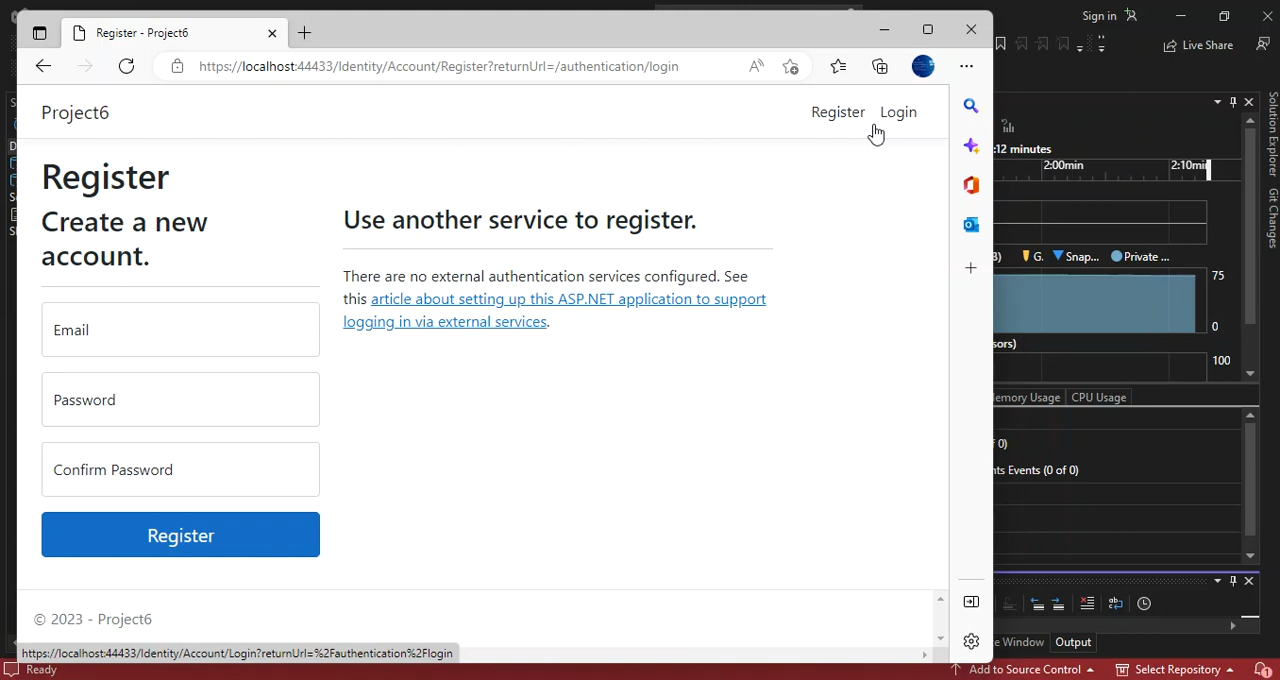 Sign in
Register - Project6
Live Share
https://localhost:44433/Identity/Account/Register?returnUrl=/authentication/login
Project6
Register
Login
Solution Explorer
Git Changes
:12 minutes
2:00min
Register
Create a new
account.
Use another service to register.
There are no external authentication services configured. See
this article about setting up this ASP.NET application to support
logging in via external services.
Email
Password
Confirm Password
Register
G.
Snap...
Private ...
75
0
100
Usage
CPU Usage
Events (0 of 0)
© 2023 - Project6
https://localhost:44433/Identity/Account/Login?returnUrl=%2Fauthentication%2Flogin
Window
Output
Ready
Add to Source Control
Select Repository
1